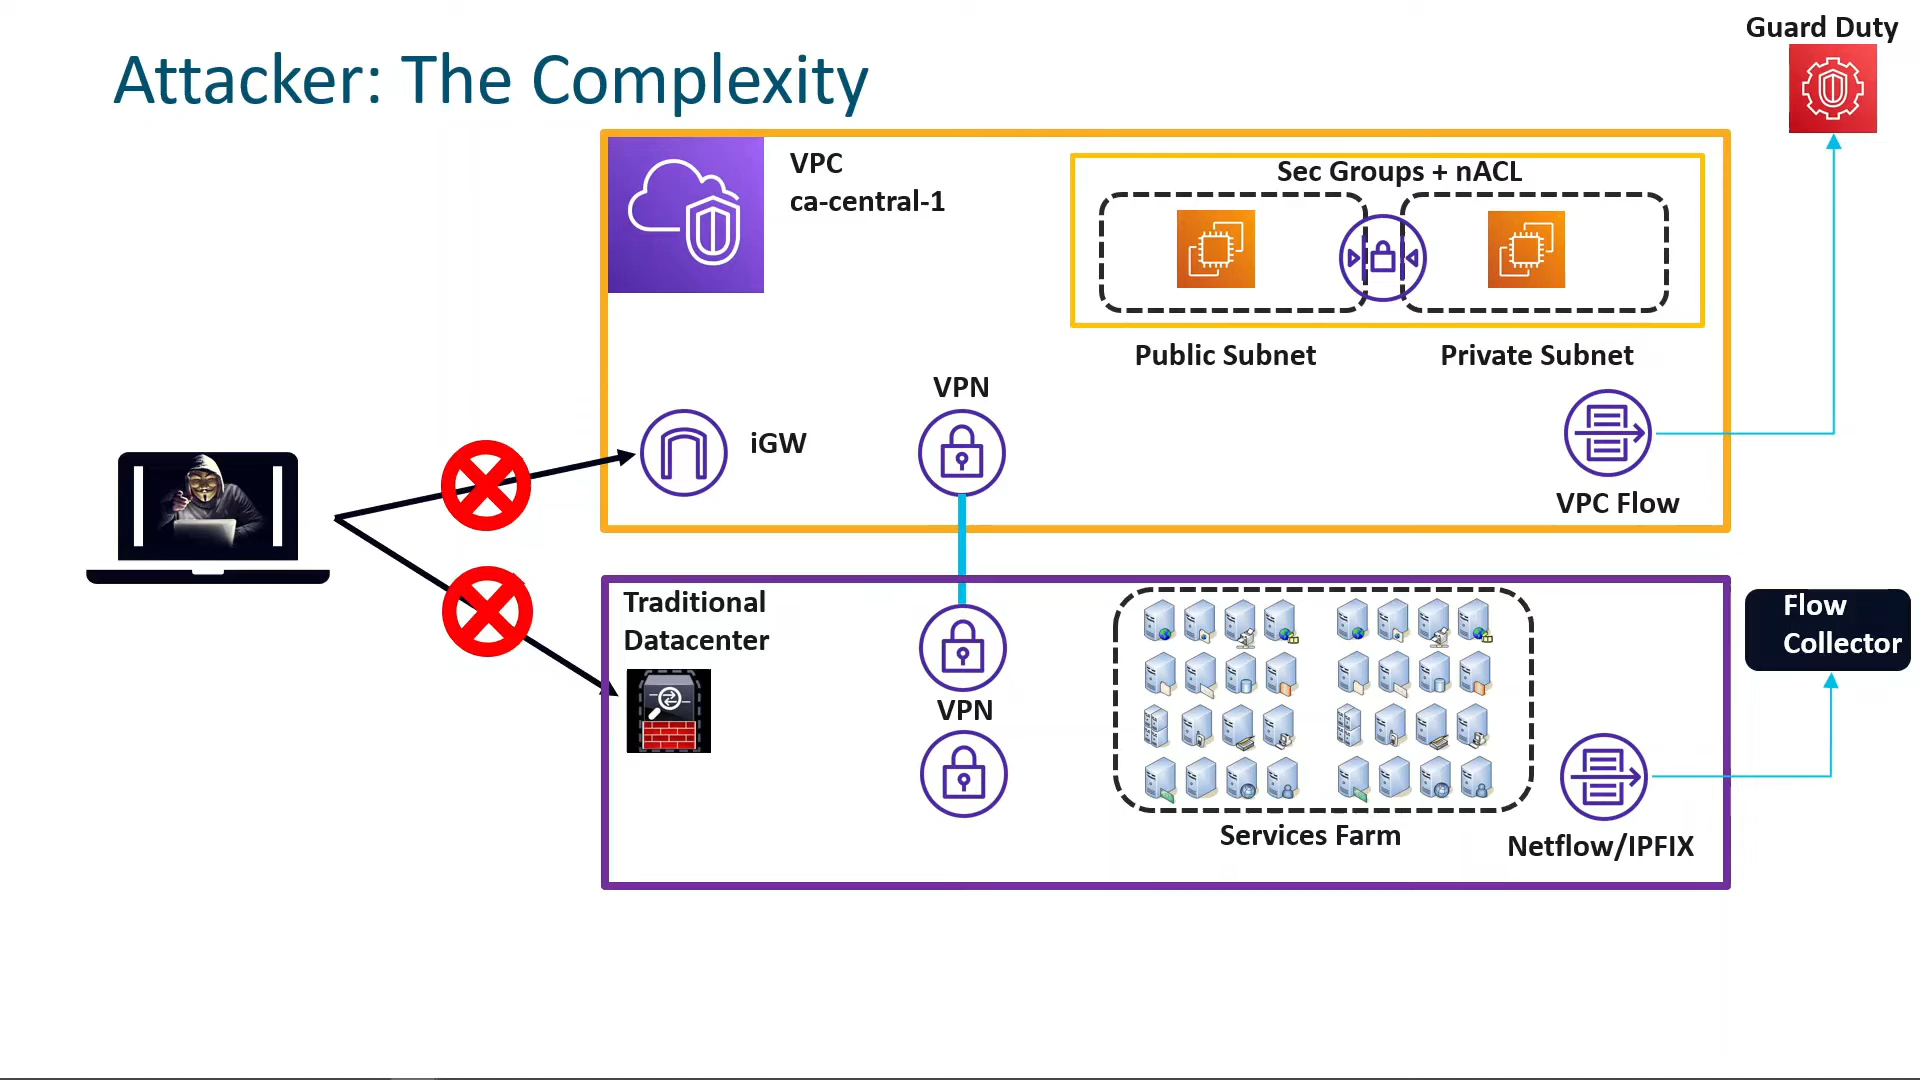 Attacker: The Complexity
Guard Duty
VPC
ca-central-1
Sec Groups + nACL
Public Subnet
Private Subnet
VPN
iGW
VPC Flow
Traditional
Datacenter
VPN
Services Farm
Netflow/IPFIX
Flow
Collector